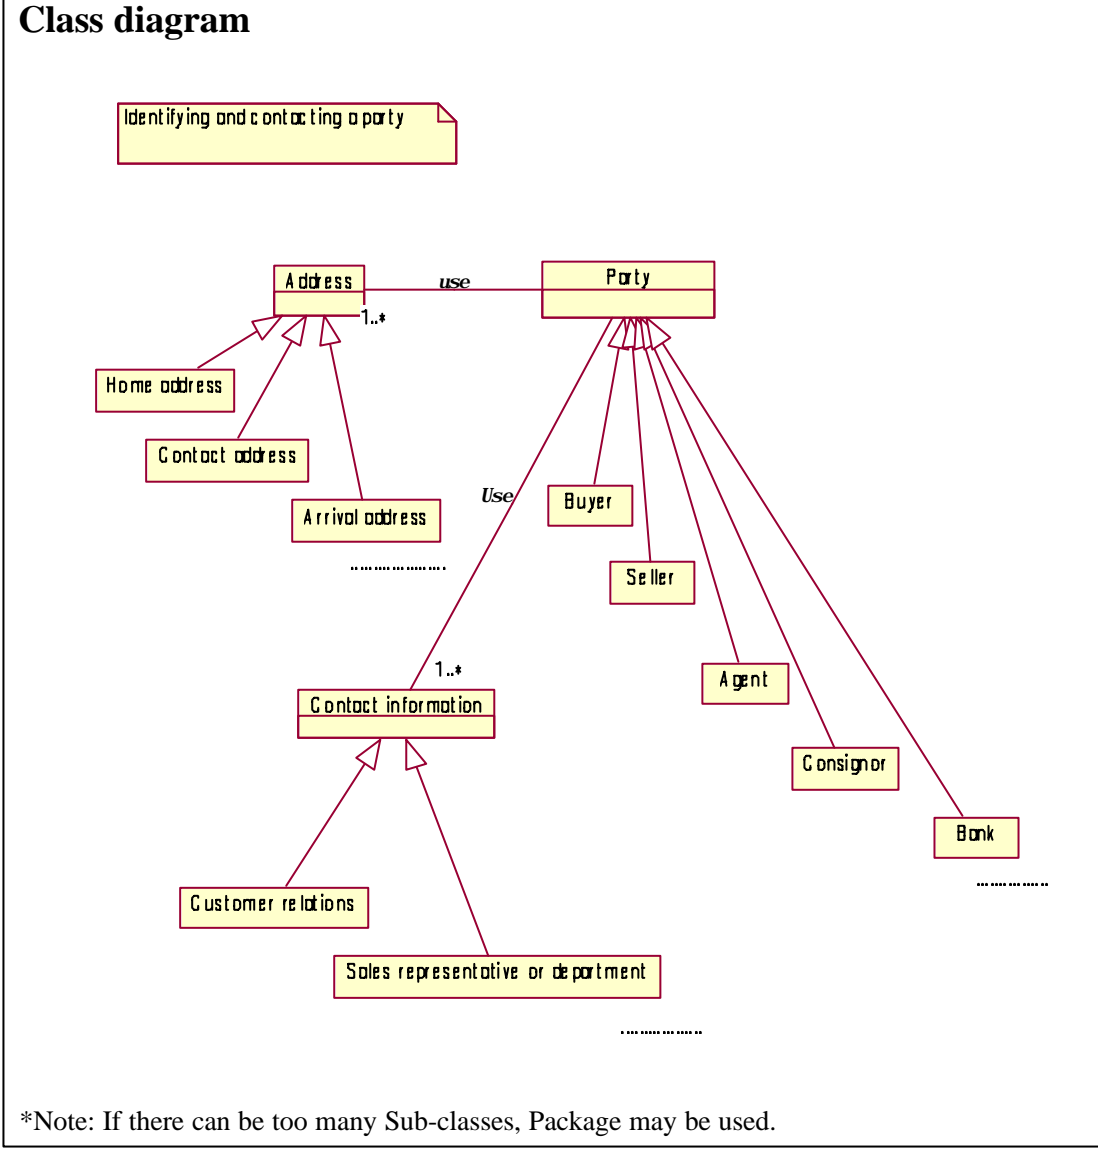 Class diagram
Identifying and contacting a party
Address
use
Party
1..*
Home address
Contact address
Arrival address
....................
Use
Buyer
Seller
Agent
Consignor
Bank
...............
1..*
Contact information
Customer relations
Sales representative or department
.................
*Note: If there can be too many Sub-classes, Package may be used.